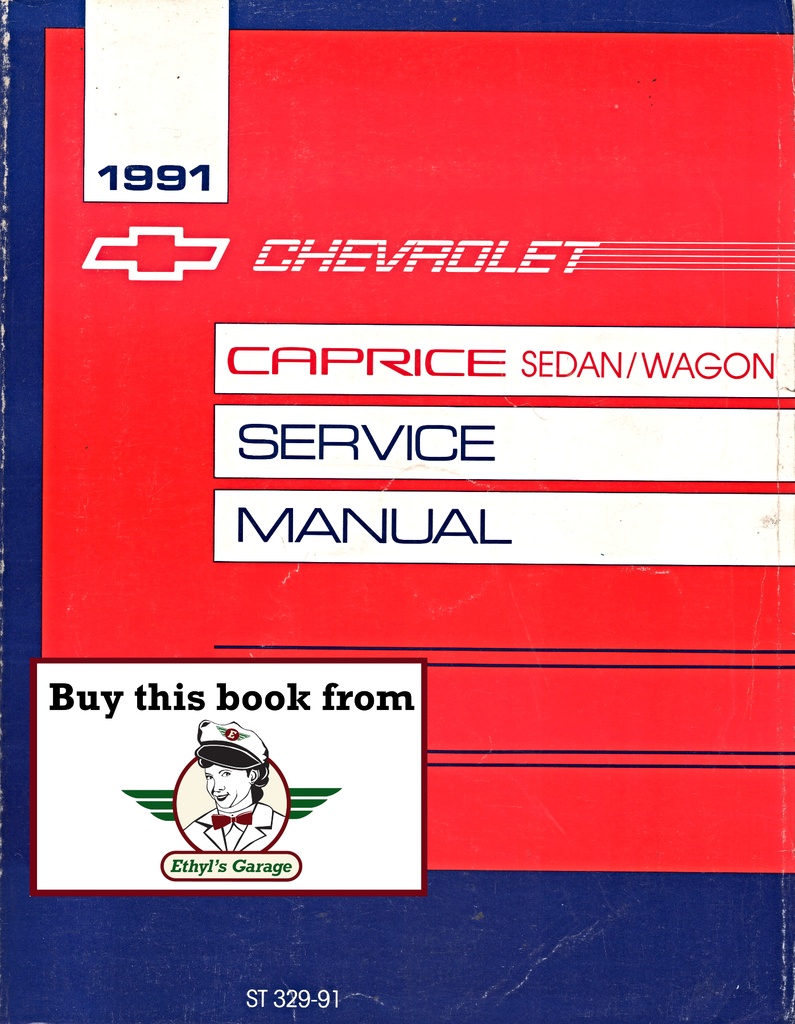 1991
CHEVROLET
CAPRICE SEDAN/WAGON
SERVICE
MANUAL
Buy this book from
E
Ethyl's Garage
ST 329-91